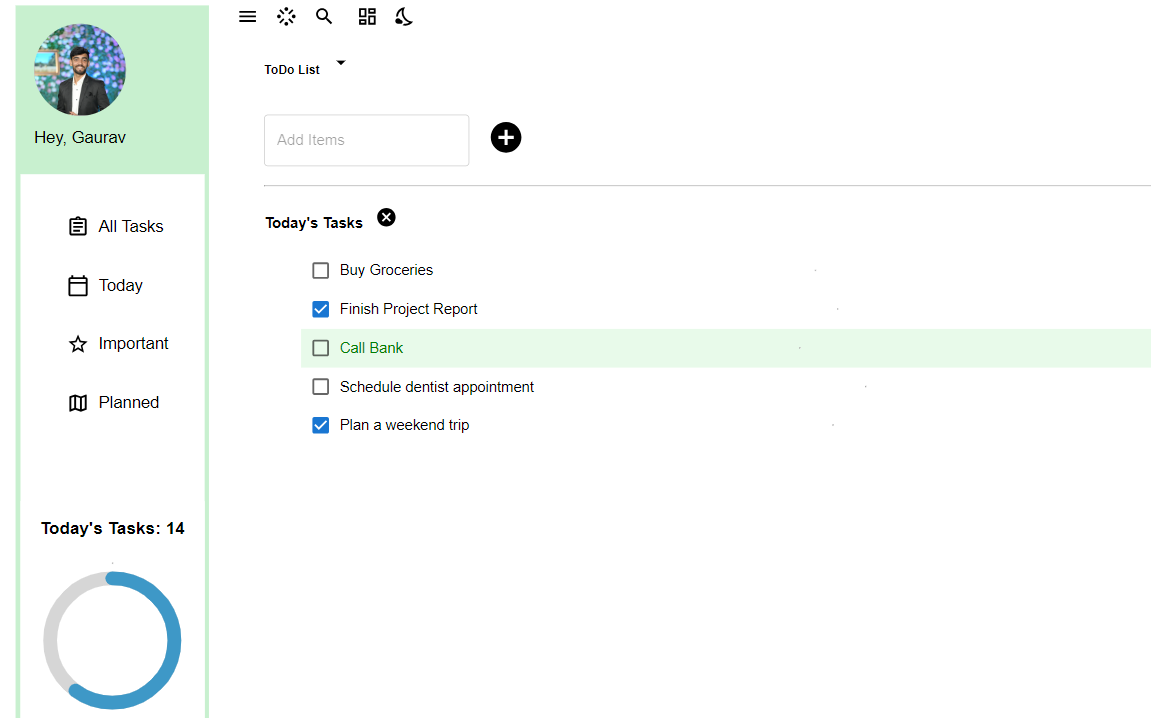 Hey, Gaurav
All Tasks
Today
Important
Planned
Today's Tasks: 14
ToDo List
Add Items
Today's Tasks
Buy Groceries
Finish Project Report
Call Bank
Schedule dentist appointment
Plan a weekend trip